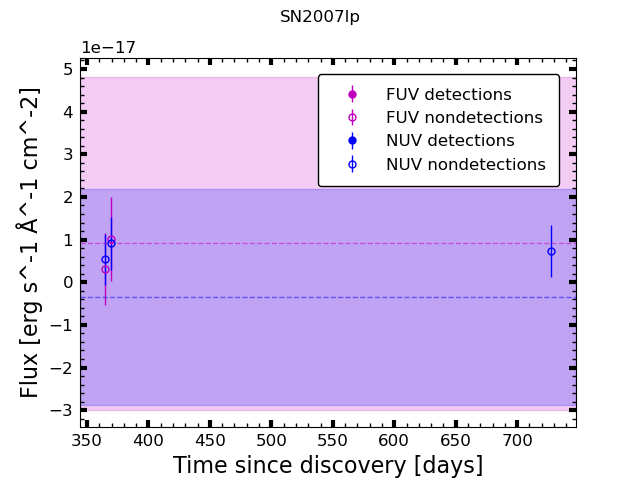 SN2007lp
1e−17
5
4
3
2
1
0
−1
−2
−3
Flux [erg s^-1 Å^-1 cm^-2]
FUV detections
FUV nondetections
NUV detections
NUV nondetections
350 400 450 500 550 600 650 700
Time since discovery [days]